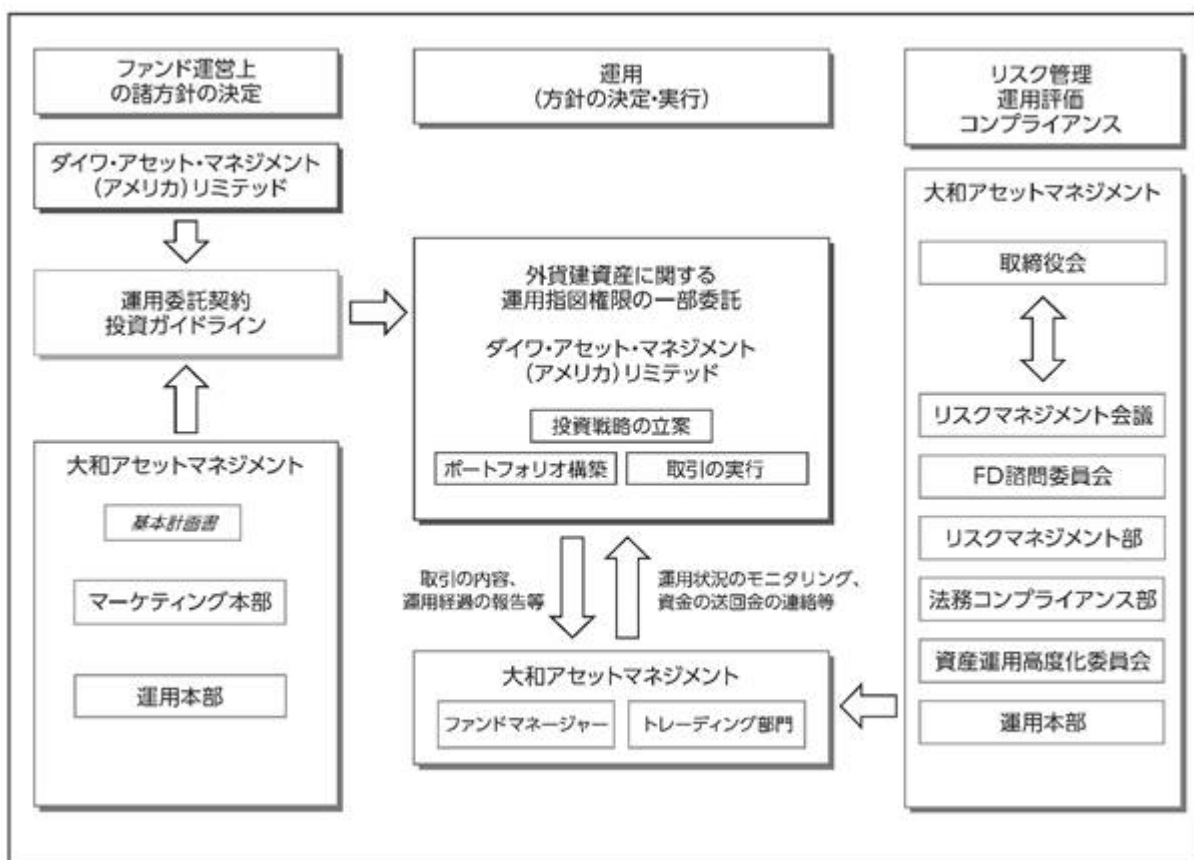 ファンド運営上
の諸方針の決定
ダイワ・アセット・マネジメント
(アメリカ)リミテッド
運用委託契約
投資ガイドライン
大和アセットマネジメント
基本計画書
マーケティング本部
運用本部
運用
(方針の決定・実行)
外貨建資産に関する
運用指図権限の一部委託
ダイワ・アセット・マネジメント
(アメリカ)リミテッド
投資戦略の立案
ポートフォリオ構築
取引の実行
取引の内容、
運用経過の報告等
運用状況のモニタリング、
資金の送回金の連絡等
大和アセットマネジメント
ファンドマネージャー
トレーディング部門
リスク管理
運用評価
コンプライアンス
大和アセットマネジメント
取締役会
リスクマネジメント会議
FD諮問委員会
リスクマネジメント部
法務コンプライアンス部
資産運用高度化委員会
運用本部